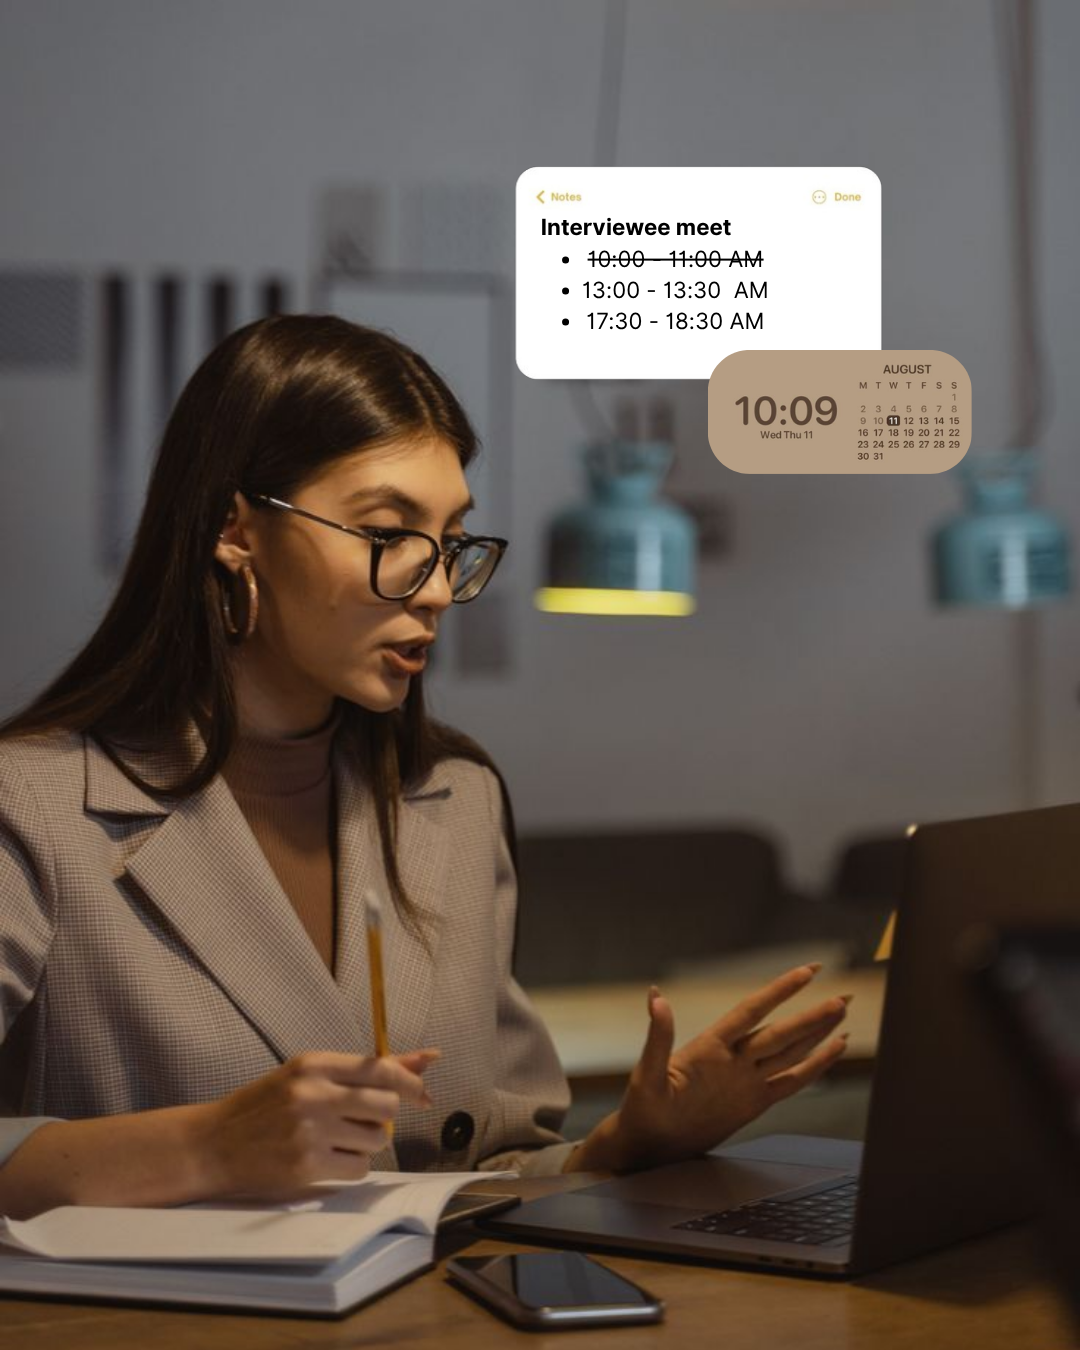 Notes
Done
Interviewee meet
• 10:00 - 11:00 AM
• 13:00 - 13:30 AM
• 17:30 - 18:30 AM
10:09
Wed Thu 11
AUGUST
M T W T F S S
1
2 3 4 5 6 7 8
9 10 11 12 13 14 15
16 17 18 19 20 21 22
23 24 25 26 27 28 29
30 31